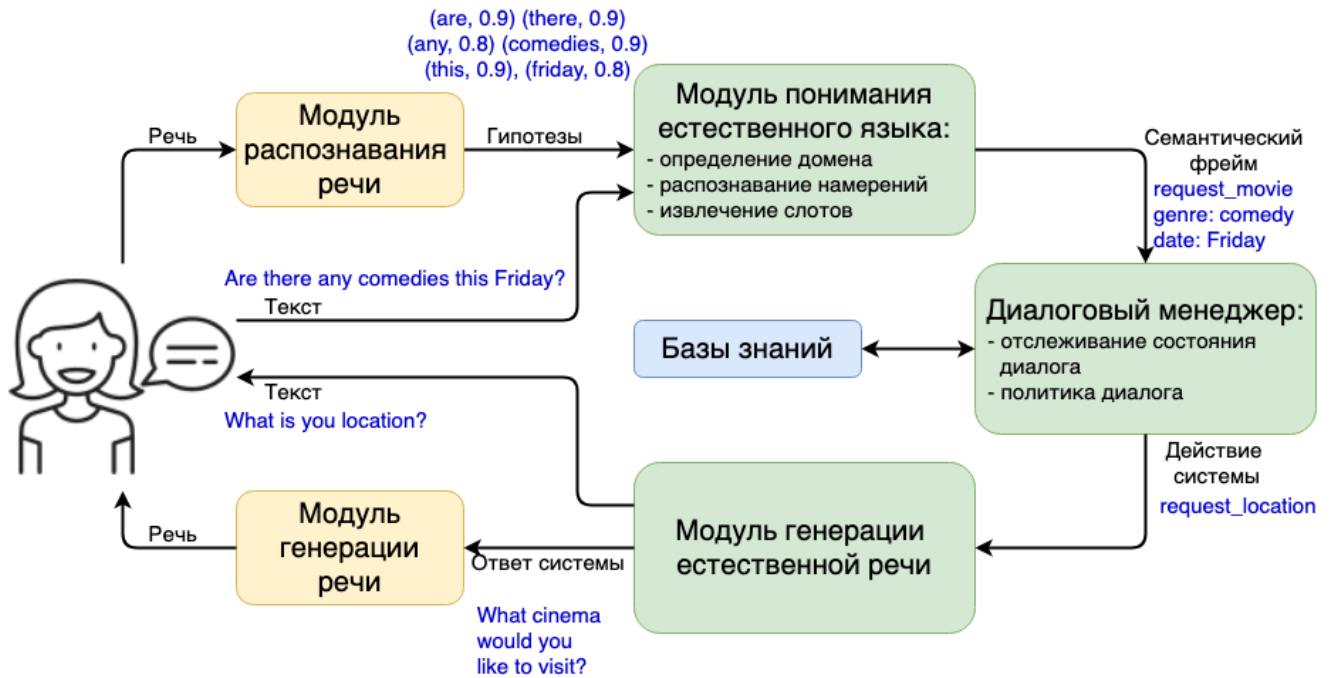 (are, 0.9) (there, 0.9)
(any, 0.8) (comedies, 0.9)
(this, 0.9), (friday, 0.8)
Речь
Модуль
распознавания
речи
Гипотезы
Модуль понимания
естественного языка:
- определение домена
- распознавание намерений
- извлечение слотов
Семантический
фрейм
request_movie
genre: comedy
date: Friday
Are there any comedies this Friday?
Текст
Базы знаний
Диалоговый менеджер:
- отслеживание состояния
диалога
- политика диалога
Текст
What is you location?
Действие
системы
request_location
Модуль генерации
естественной речи
Ответ системы
What cinema
would you
like to visit?
Модуль
генерации
речи
Речь